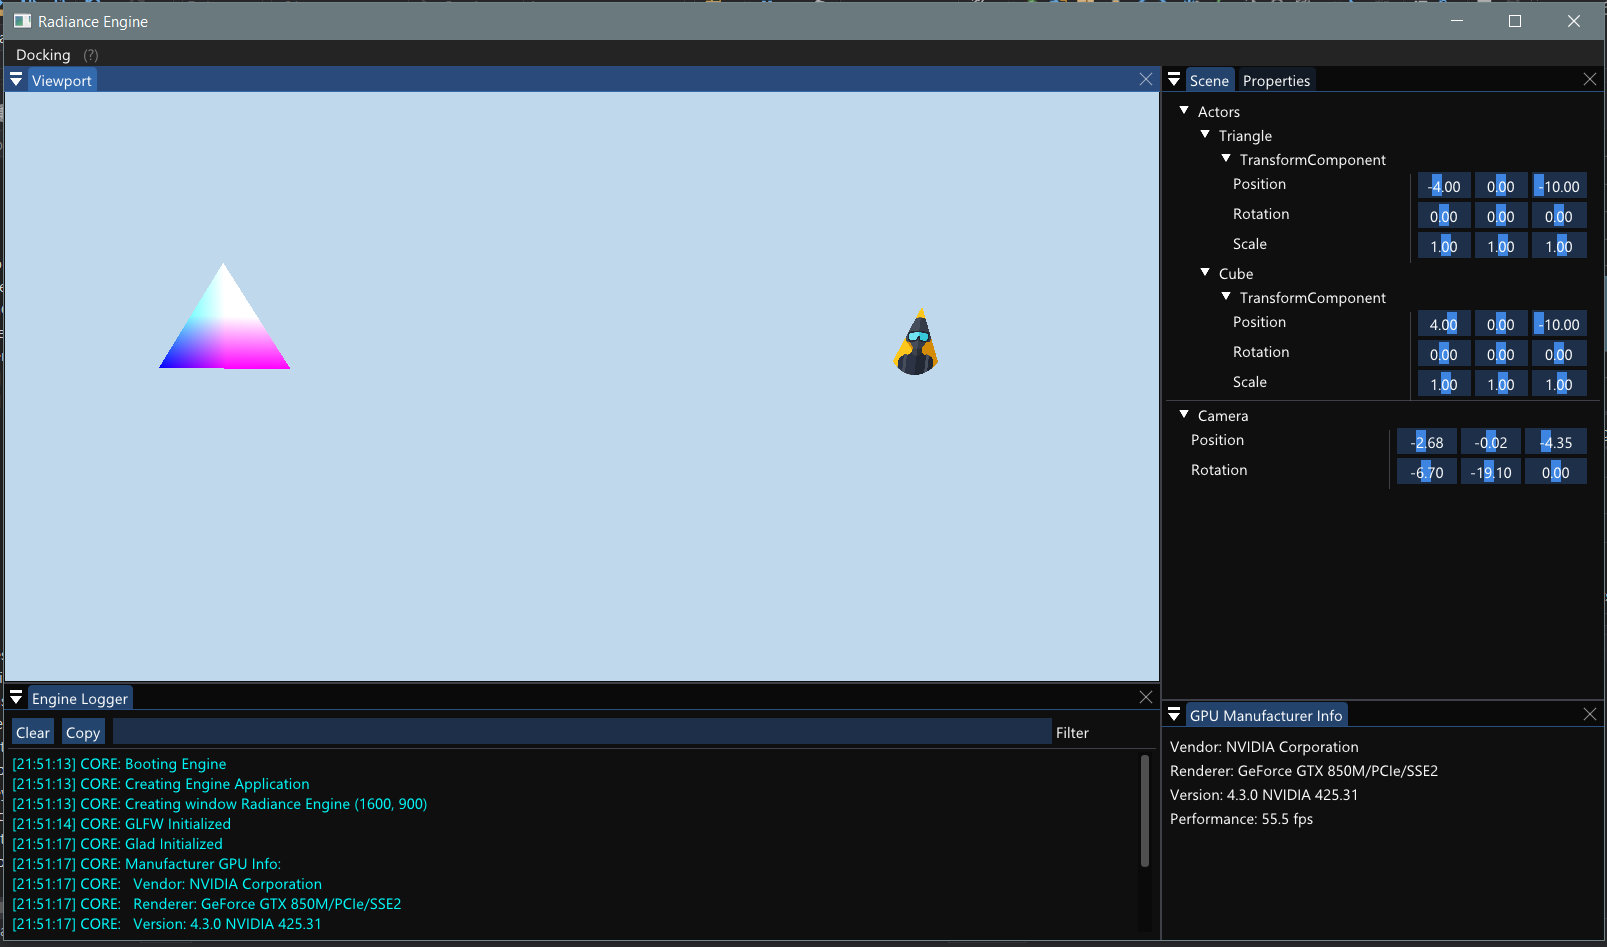 Radiance Engine
Docking (?)
Viewport
Scene Properties
Actors
Triangle
TransformComponent
Position -4.00 0.00 -10.00
Rotation 0.00 0.00 0.00
Scale 1.00 1.00 1.00
Cube
TransformComponent
Position 4.00 0.00 -10.00
Rotation 0.00 0.00 0.00
Scale 1.00 1.00 1.00
Camera
Position -2.68 -0.02 -4.35
Rotation -6.70 -19.10 0.00
Engine Logger
Clear Copy Filter
[21:51:13] CORE: Booting Engine
[21:51:13] CORE: Creating Engine Application
[21:51:13] CORE: Creating window Radiance Engine (1600, 900)
[21:51:14] CORE: GLFW Initialized
[21:51:17] CORE: Glad Initialized
[21:51:17] CORE: Manufacturer GPU Info:
[21:51:17] CORE: Vendor: NVIDIA Corporation
[21:51:17] CORE: Renderer: GeForce GTX 850M/PCIe/SSE2
[21:51:17] CORE: Version: 4.3.0 NVIDIA 425.31
GPU Manufacturer Info
Vendor: NVIDIA Corporation
Renderer: GeForce GTX 850M/PCIe/SSE2
Version: 4.3.0 NVIDIA 425.31
Performance: 55.5 fps